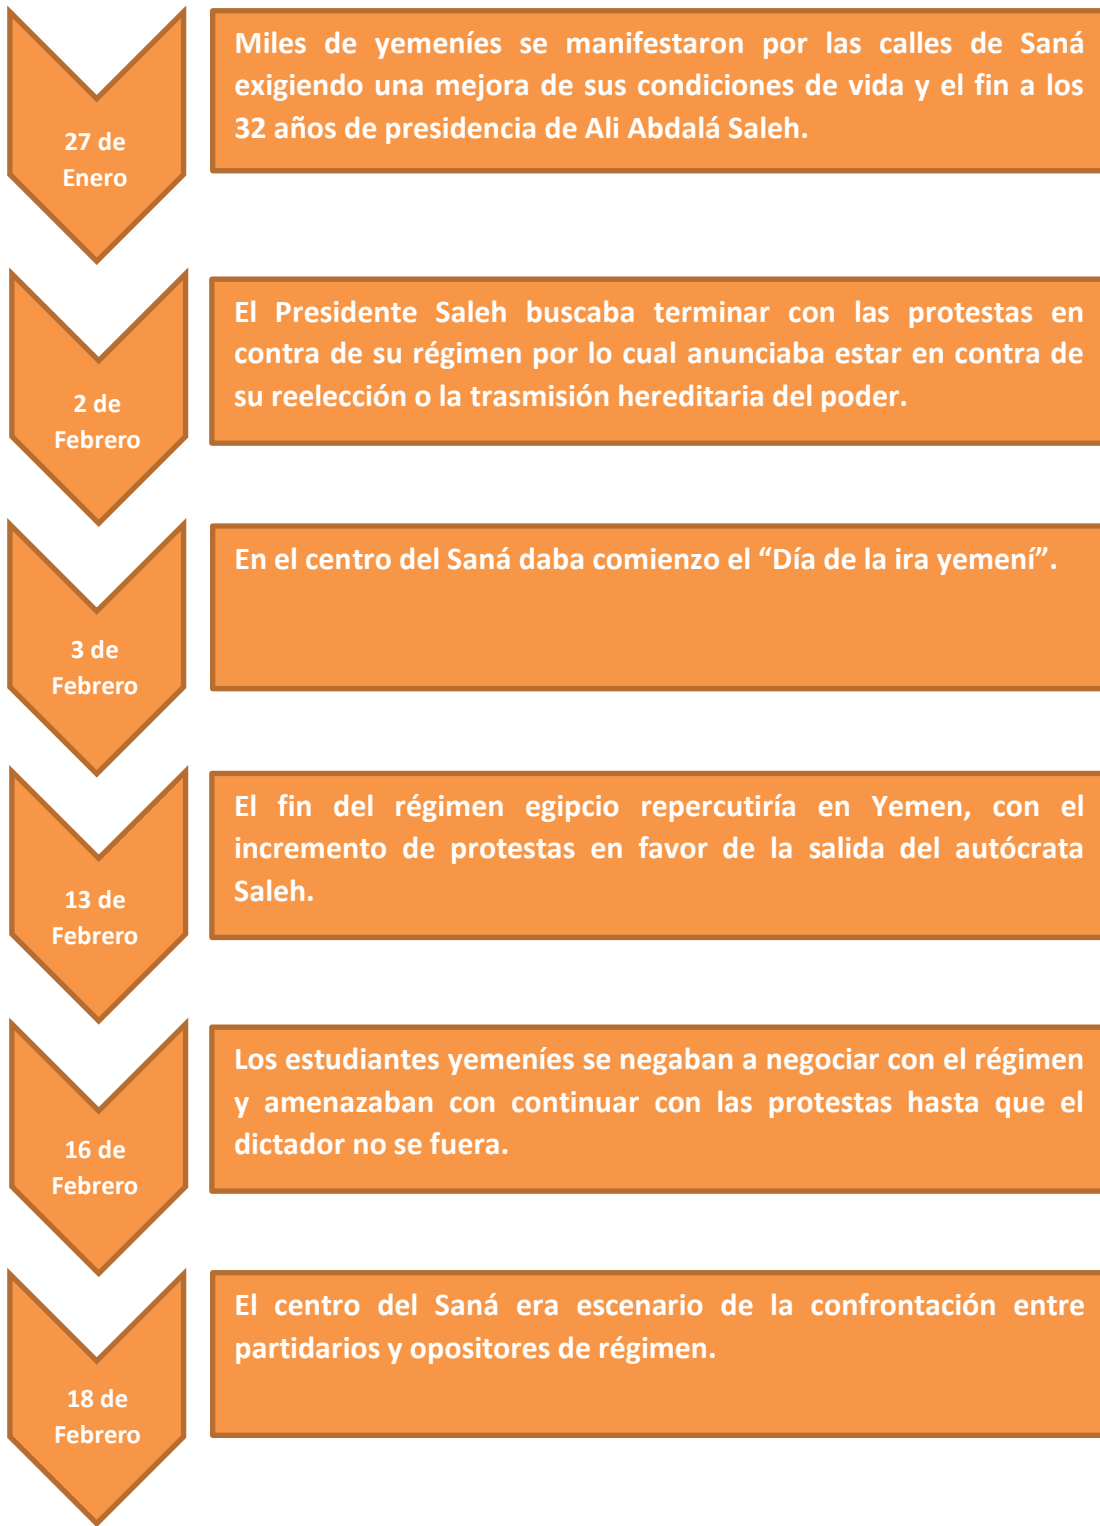 27 de
Enero
Miles de yemeníes se manifestaron por las calles de Saná
exigiendo una mejora de sus condiciones de vida y el fin a los
32 años de presidencia de Ali Abdalá Saleh.
2 de
Febrero
El Presidente Saleh buscaba terminar con las protestas en
contra de su régimen por lo cual anunciaba estar en contra de
su reelección o la trasmisión hereditaria del poder.
3 de
Febrero
En el centro del Saná daba comienzo el “Día de la ira yemení”.
13 de
Febrero
El fin del régimen egipcio repercutiría en Yemen, con el
incremento de protestas en favor de la salida del autócrata
Saleh.
16 de
Febrero
Los estudiantes yemeníes se negaban a negociar con el régimen
y amenazaban con continuar con las protestas hasta que el
dictador no se fuera.
18 de
Febrero
El centro del Saná era escenario de la confrontación entre
partidarios y opositores de régimen.